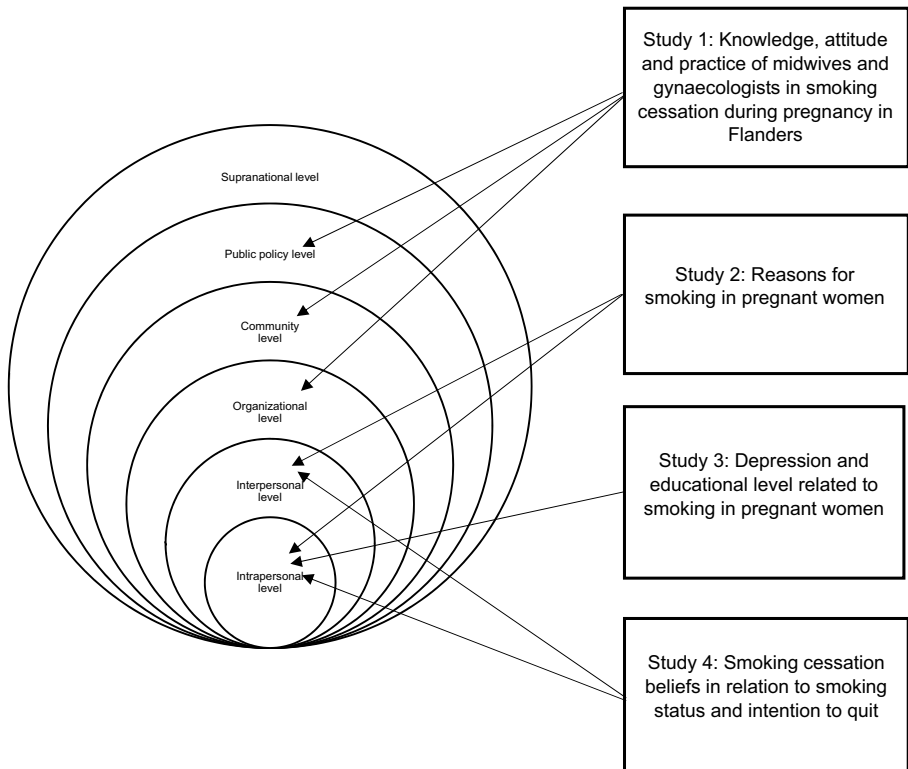 Supranational level
Public policy level
Community
level
Organizational
level
Interpersonal
level
Intrapersonal
level
Study 1: Knowledge, attitude
and practice of midwives and
gynaecologists in smoking
cessation during pregnancy in
Flanders
Study 2: Reasons for
smoking in pregnant women
Study 3: Depression and
educational level related to
smoking in pregnant women
Study 4: Smoking cessation
beliefs in relation to smoking
status and intention to quit